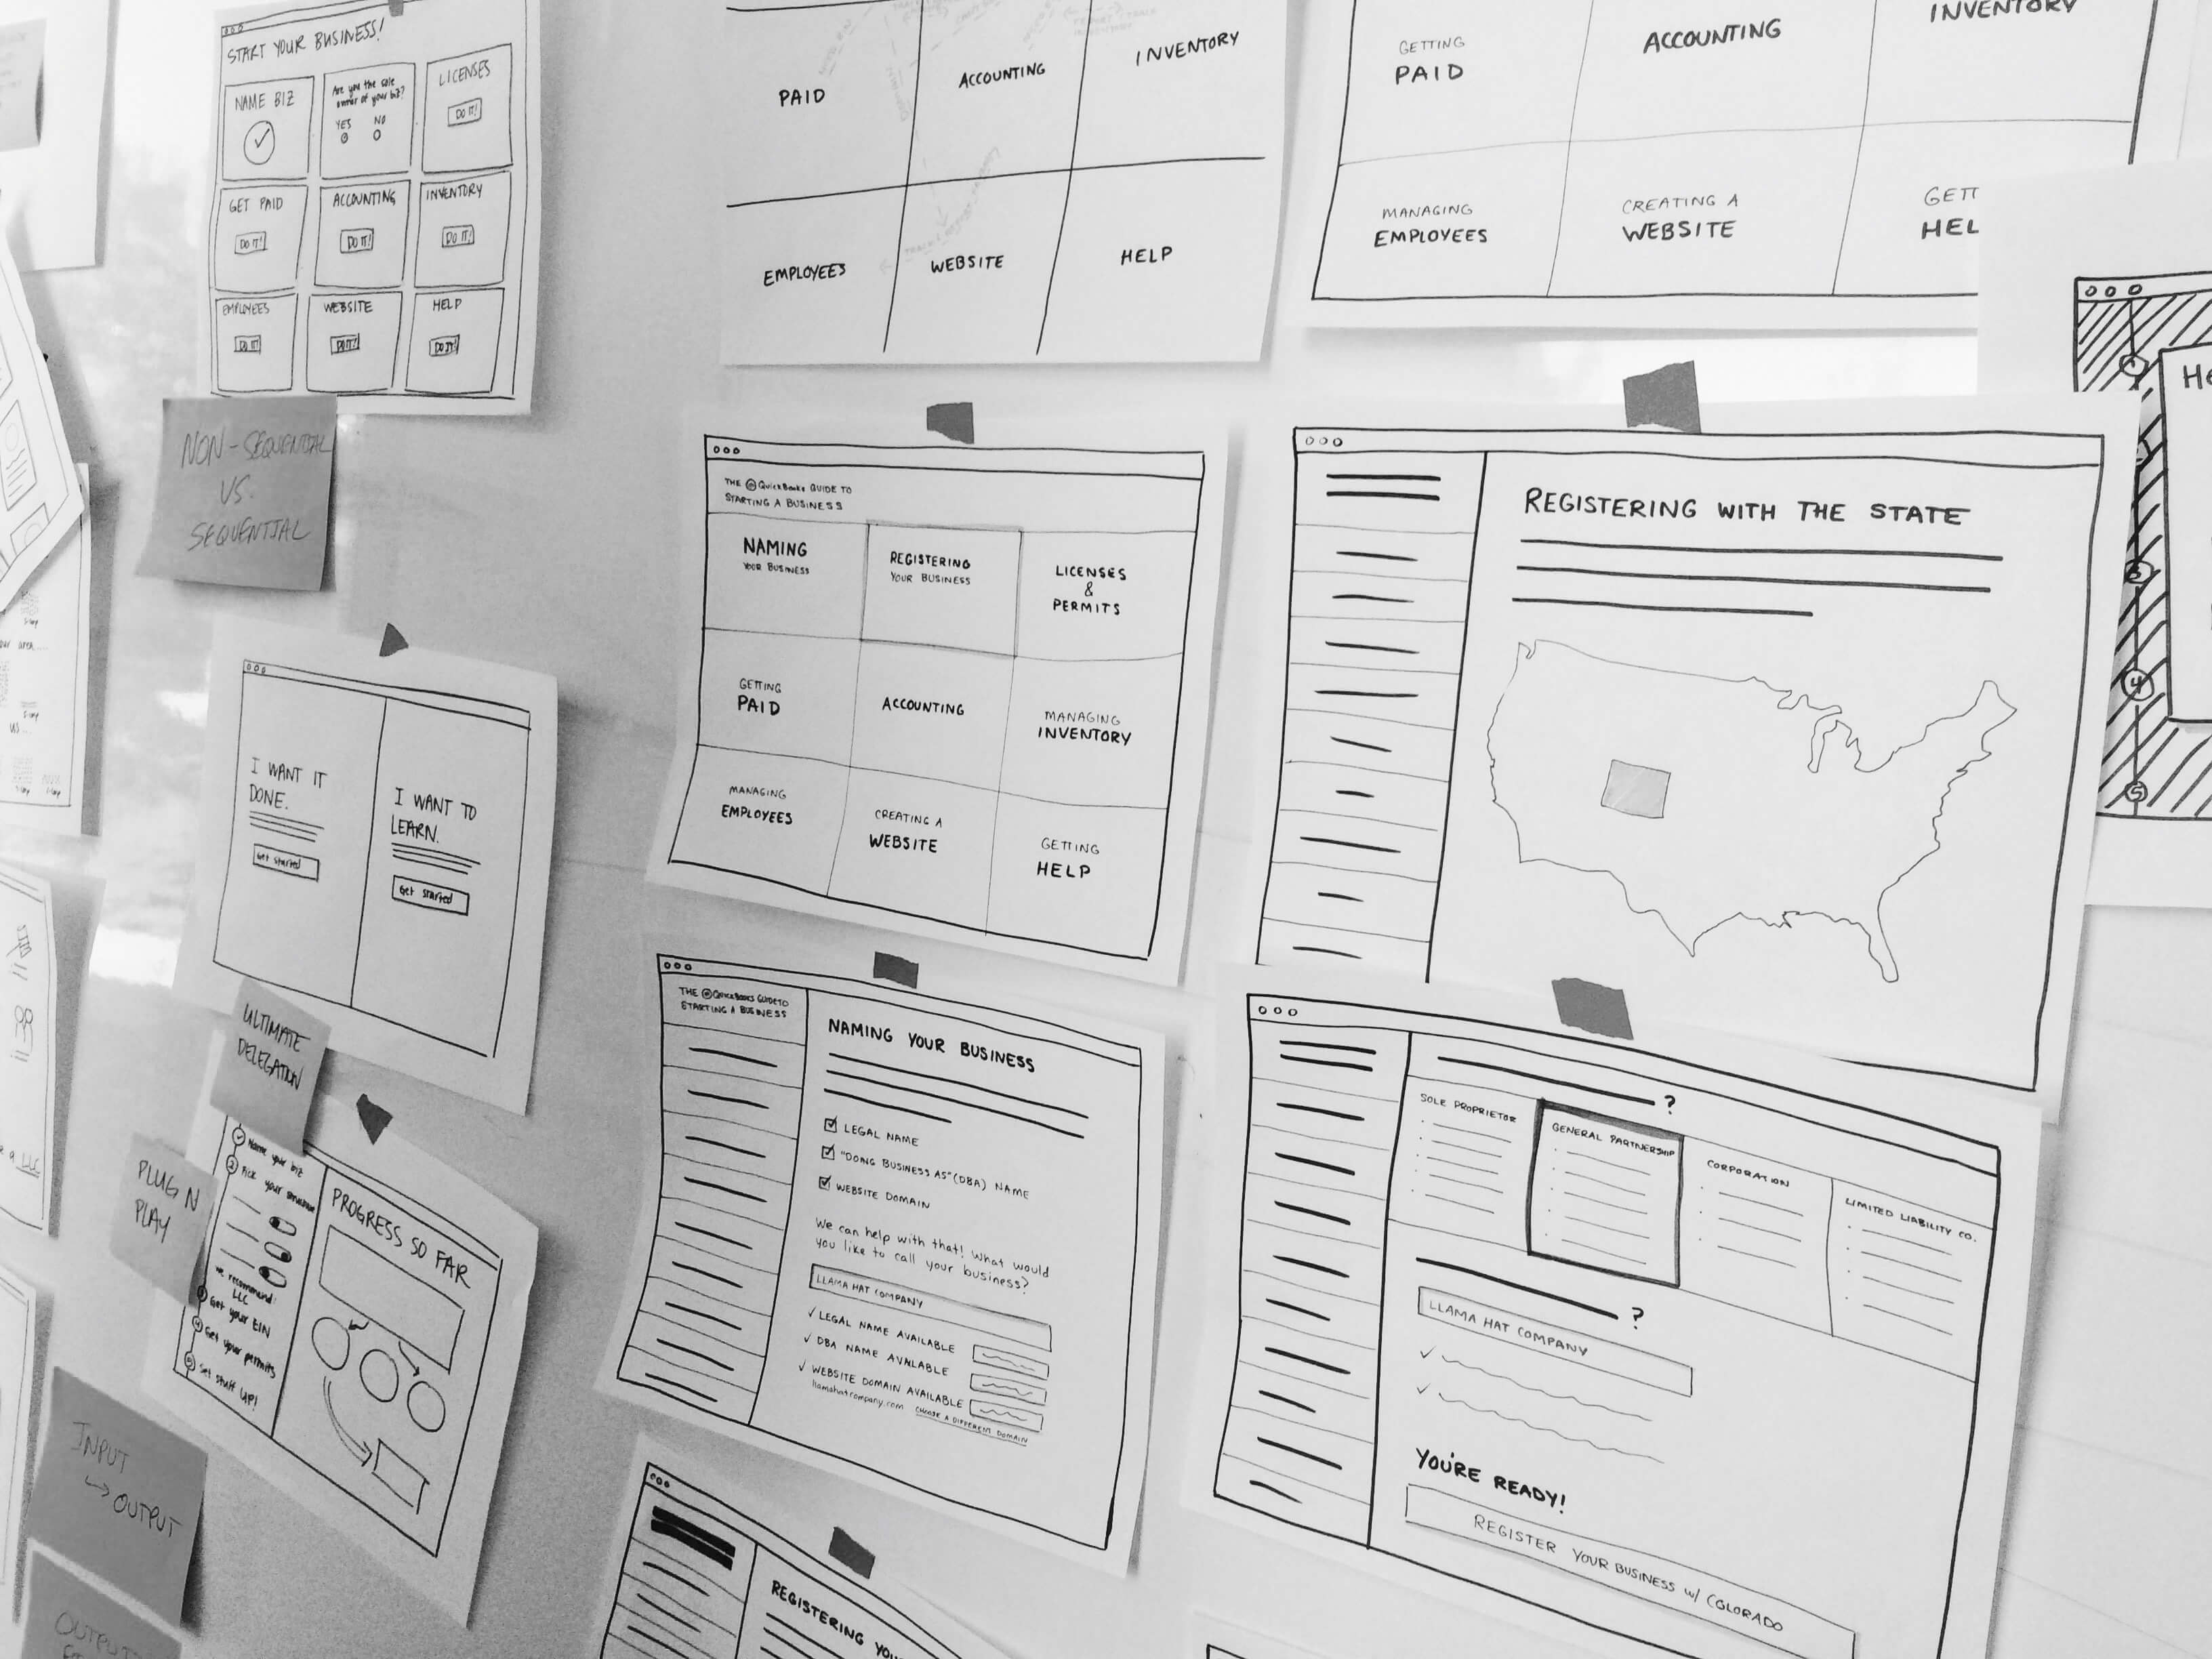 START YOUR BUSINESS!
NAME BIZ
Are you the sole
owner of your biz?
YES NO
LICENSES
DO IT!
GET PAID
DO IT!
ACCOUNTING
DO IT!
INVENTORY
DO IT!
EMPLOYEES
DO IT!
WEBSITE
DO IT!
HELP
DO IT!
NON-SEQUENTIAL
VS.
SEQUENTIAL
PAID
ACCOUNTING
INVENTORY
EMPLOYEES
WEBSITE
HELP
GETTING
PAID
ACCOUNTING
INVENTORY
MANAGING
EMPLOYEES
CREATING A
WEBSITE
GETT
HEL
I WANT IT
DONE.
Get started
I WANT TO
LEARN.
Get started
ULTIMATE
DELEGATION
THE QuickBooks GUIDE TO
STARTING A BUSINESS
NAMING
YOUR BUSINESS
REGISTERING
YOUR BUSINESS
LICENSES
&
PERMITS
GETTING
PAID
ACCOUNTING
MANAGING
INVENTORY
MANAGING
EMPLOYEES
CREATING A
WEBSITE
GETTING
HELP
REGISTERING WITH THE STATE
He
4
5
PLUG N
PLAY
Name your biz
2 Pick your structure
we recommend:
LLC
Get your EIN
Get your permits
Set stuff UP!
PROGRESS SO FAR
INPUT
→ OUTPUT
THE QUICKBOOKS GUIDE TO
STARTING A BUSINESS
NAMING YOUR BUSINESS
LEGAL NAME
"DOING BUSINESS AS" (DBA) NAME
WEBSITE DOMAIN
We can help with that! What would
you like to call your business?
LLAMA HAT COMPANY
✓ LEGAL NAME AVAILABLE
✓ DBA NAME AVAILABLE
✓ WEBSITE DOMAIN AVAILABLE
llamahatcompany.com CHOOSE A DIFFERENT DOMAIN
?
SOLE PROPRIETOR
GENERAL PARTNERSHIP
CORPORATION
LIMITED LIABILITY CO.
?
LLAMA HAT COMPANY
YOU'RE READY!
REGISTER YOUR BUSINESS W/ COLORADO
REGISTERING YOU